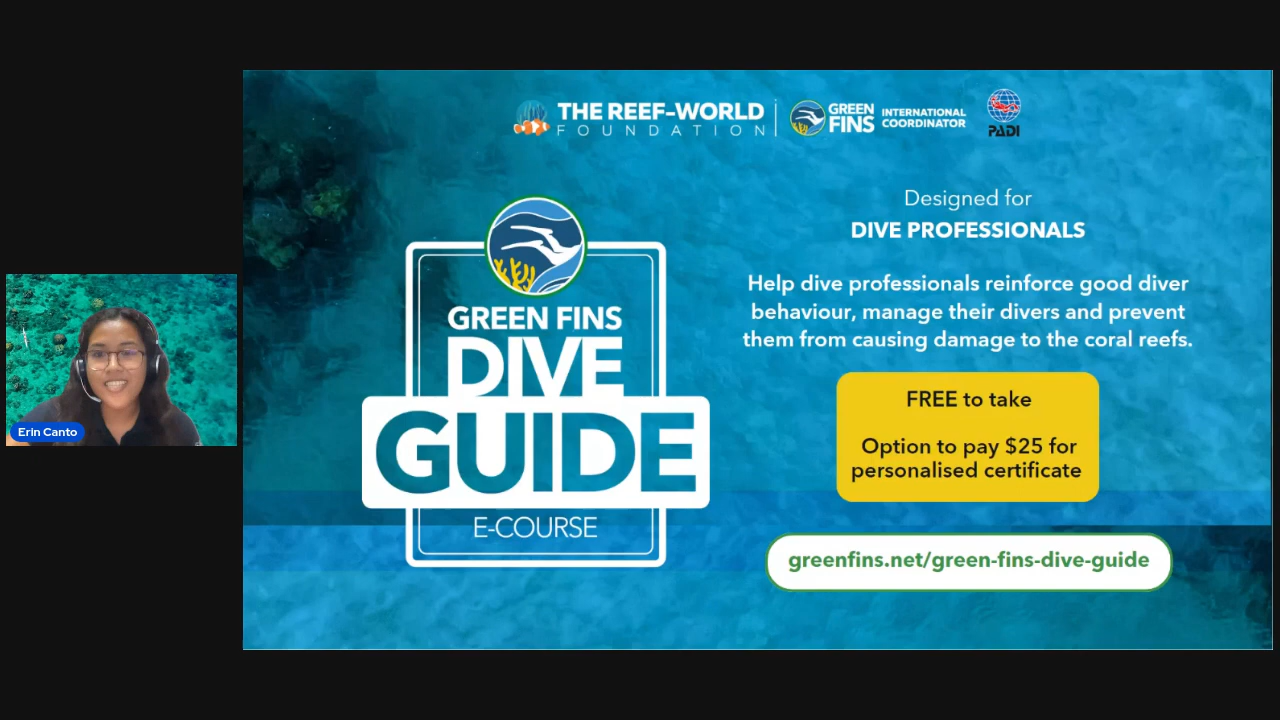 THE REEF-WORLD
FOUNDATION
GREEN
FINS
INTERNATIONAL
COORDINATOR
PADI
GREEN FINS
DIVE
GUIDE
E-COURSE
Designed for
DIVE PROFESSIONALS
Help dive professionals reinforce good diver
behaviour, manage their divers and prevent
them from causing damage to the coral reefs.
FREE to take
Option to pay $25 for
personalised certificate
greenfins.net/green-fins-dive-guide
Erin Canto